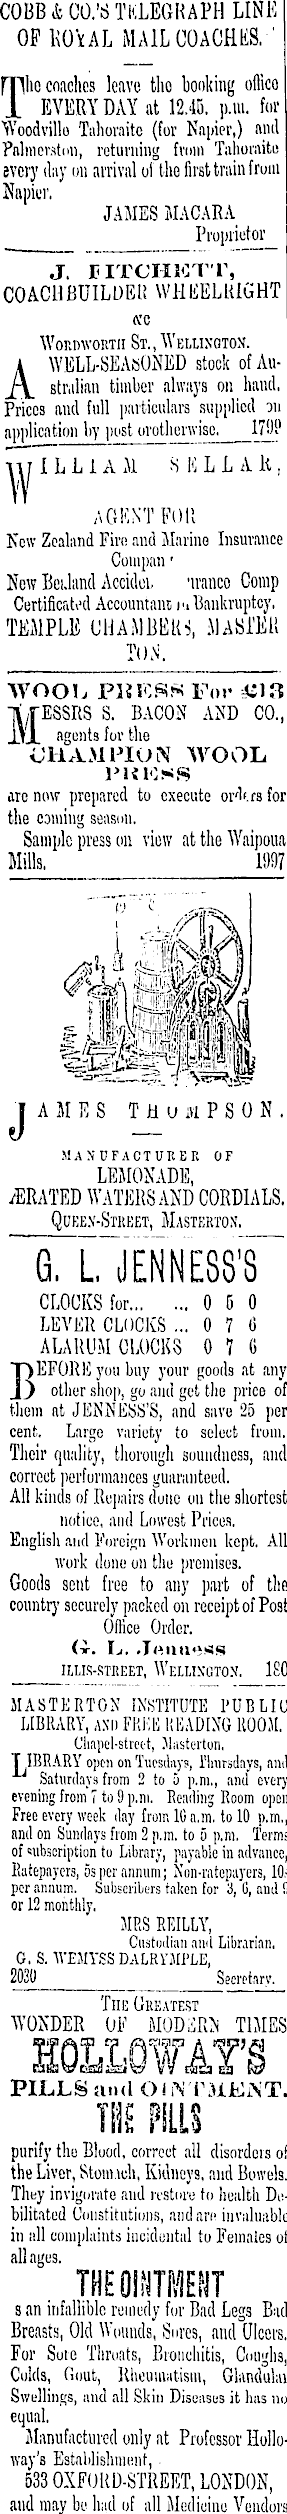 COBB & CO.'S TELEGRAPH LINE
OF ROYAL MAIL COACHES.
The coaches leave the booking office
EVERY DAY at 12.45. p.m. for
Woodville Tahoraite (for Napier,) and
Palmerston, returning from Tahoraite
every day on arrival of the first train from
Napier.
JAMES MACARA
Proprietor
J. FITCHETT,
COACHBUILDER WHEELRIGHT
&c
WORDWORTH ST., WELLINGTON.
A WELL-SEASONED stock of Au-
stralian timber always on hand.
Prices and full particulars supplied on
application by post orotherwise. 1799
WILLIAM SELLAR,
AGENT FOR
New Zealand Fire and Marine Insurance
Compan
New Zealand Acciden urance Comp
Certificated Accountant in Bankruptcy.
TEMPLE CHAMBERS, MASTER
TON.
WOOL PRESS For £13
MESSRS S. BACON AND CO.,
agents for the
CHAMPION WOOL
PRESS
are now prepared to execute orders for
the coming season.
Sample press on view at the Waipoua
Mills. 1997
JAMES THOMPSON.
MANUFACTURER OF
LEMONADE,
ÆRATED WATERS AND CORDIALS.
QUEEN-STREET, MASTERTON.
G. L. JENNESS'S
CLOCKS for... ... 0 5 0
LEVER CLOCKS ... 0 7 6
ALARUM CLOCKS 0 7 6
BEFORE you buy your goods at any
other shop, go and get the price of
them at JENNESS'S, and save 25 per
cent. Large variety to select from.
Their quality, thorough soundness, and
correct performances guaranteed.
All kinds of Repairs done on the shortest
notice, and Lowest Prices.
English and Foreign Workmen kept. All
work done on the premises.
Goods sent free to any part of the
country securely packed on receipt of Post
Office Order.
G. L. Jenness
ILLIS-STREET, WELLINGTON. 180
MASTERTON INSTITUTE PUBLIC
LIBRARY, AND FREE READING ROOM.
Chapel-street, Masterton.
LIBRARY open on Tuesdays, Thursdays, and
Saturdays from 2 to 5 p.m., and every
evening from 7 to 9 p.m. Reading Room open
Free every week day from 10 a.m. to 10 p.m.,
and on Sundays from 2 p.m. to 5 p.m. Terms
of subscription to Library, payable in advance,
Ratepayers, 5s per annum; Non-ratepayers, 10
per annum. Subscribers taken for 3, 6, and 9
or 12 monthly.
MRS REILLY,
Custodian and Librarian.
G. S. WEMYSS DALRYMPLE,
2030 Secretary.
THE GREATEST
WONDER OF MODERN TIMES
HOLLOWAY'S
PILLS and OINTMENT.
THE PILLS
purify the Blood, correct all disorders of
the Liver, Stomach, Kidneys, and Bowels.
They invigorate and restore to health De-
bilitated Constitutions, and are invaluable
in all complaints incidental to Females of
all ages.
THE OINTMENT
s an infallible remedy for Bad Legs Bad
Breasts, Old Wounds, Sores, and Ulcers.
For Sore Throats, Bronchitis, Coughs,
Colds, Gout, Rheumatism, Glandular
Swellings, and all Skin Diseases it has no
equal.
Manufactured only at Professor Hollo-
way's Establishment,
533 OXFORD-STREET, LONDON,
and may be had of all Medicine Vendors